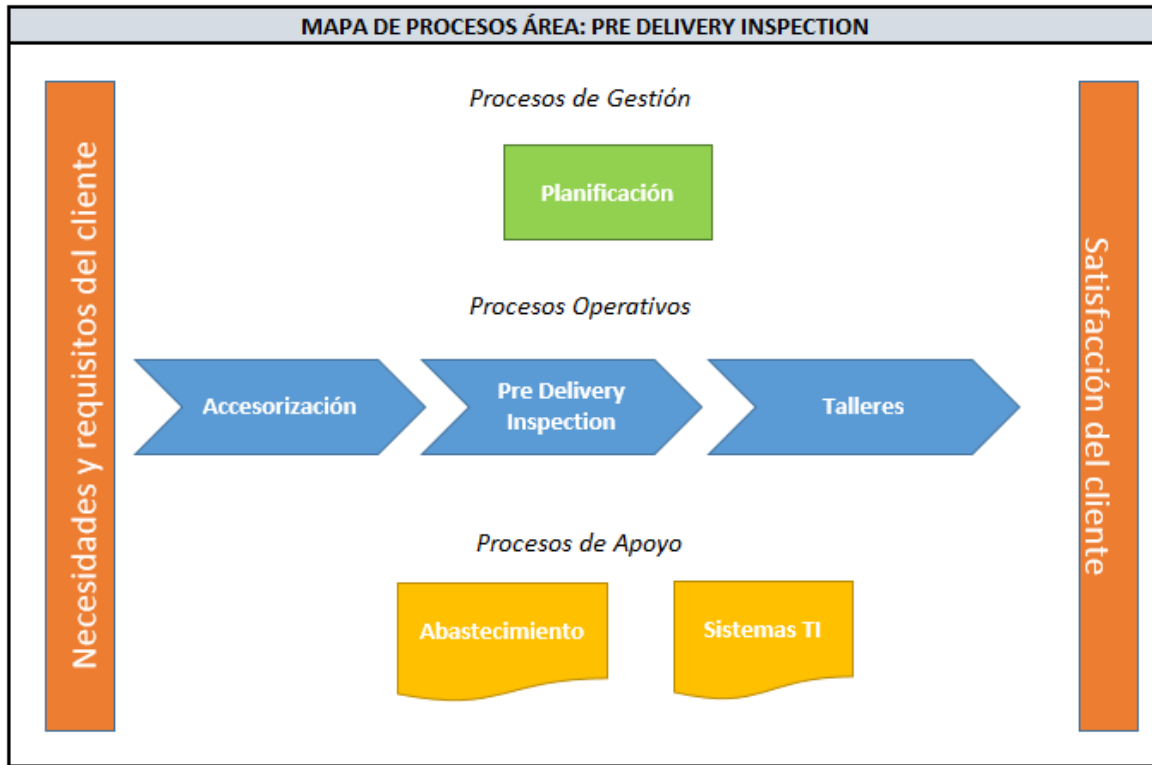 MAPA DE PROCESOS ÁREA: PRE DELIVERY INSPECTION
Necesidades y requisitos del cliente
Procesos de Gestión
Planificación
Procesos Operativos
Accesorización
Pre Delivery
Inspection
Talleres
Procesos de Apoyo
Abastecimiento
Sistemas TI
Satisfacción del cliente